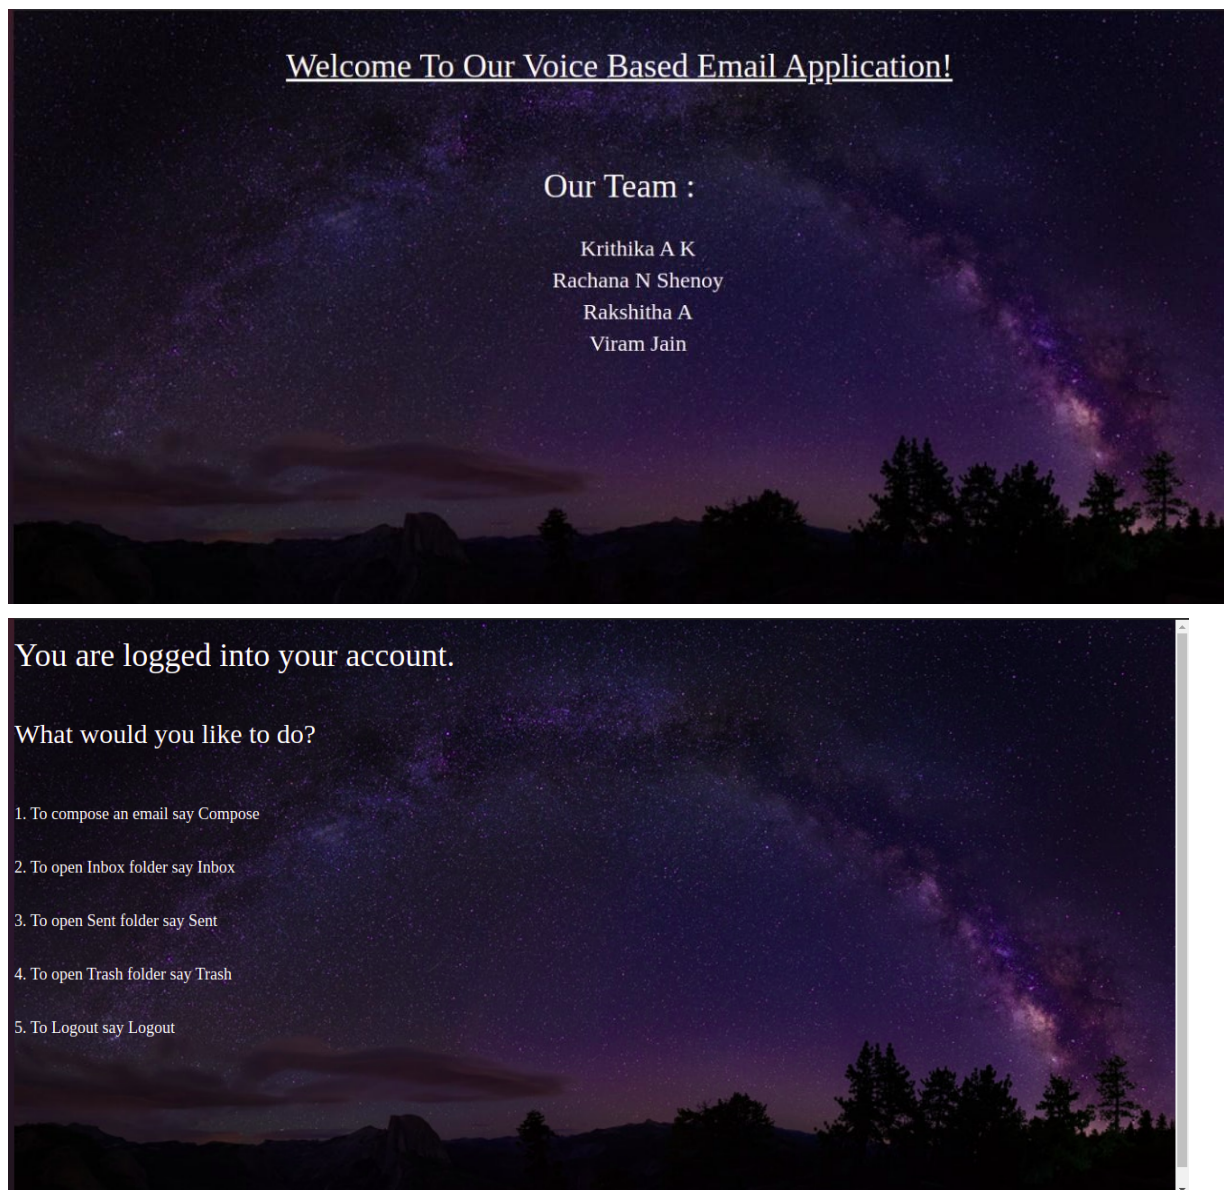 Welcome To Our Voice Based Email Application!
Our Team :
Krithika A K
Rachana N Shenoy
Rakshitha A
Viram Jain
You are logged into your account.
What would you like to do?
1. To compose an email say Compose
2. To open Inbox folder say Inbox
3. To open Sent folder say Sent
4. To open Trash folder say Trash
5. To Logout say Logout